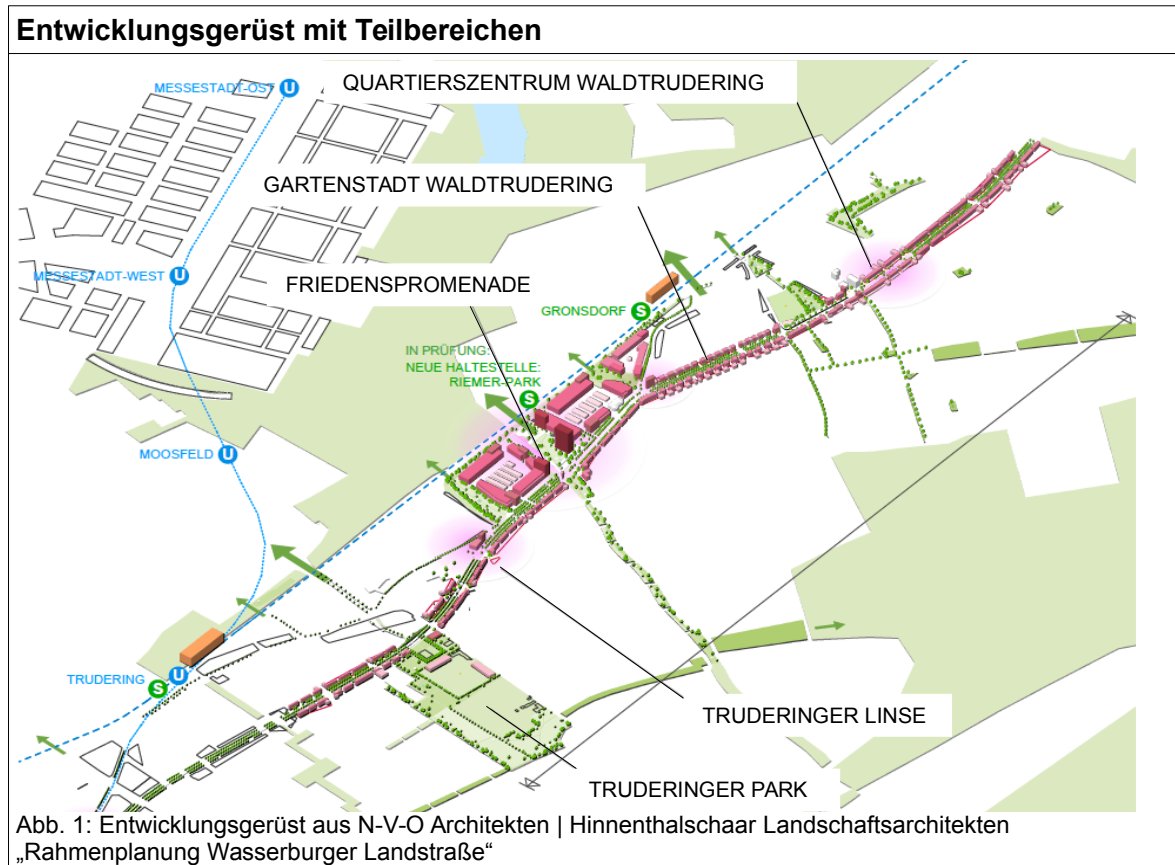 Entwicklungsgerüst mit Teilbereichen
MESSESTADT-OST U
QUARTIERSZENTRUM WALDTRUDERING
GARTENSTADT WALDTRUDERING
MESSESTADT-WEST U
FRIEDENSPROMENADE
GRONSDORF S
IN PRÜFUNG:
NEUE HALTESTELLE:
RIEMER-PARK
S
MOOSFELD U
TRUDERING S U
TRUDERINGER LINSE
TRUDERINGER PARK
Abb. 1: Entwicklungsgerüst aus N-V-O Architekten | Hinnenthalschaar Landschaftsarchitekten
„Rahmenplanung Wasserburger Landstraße“